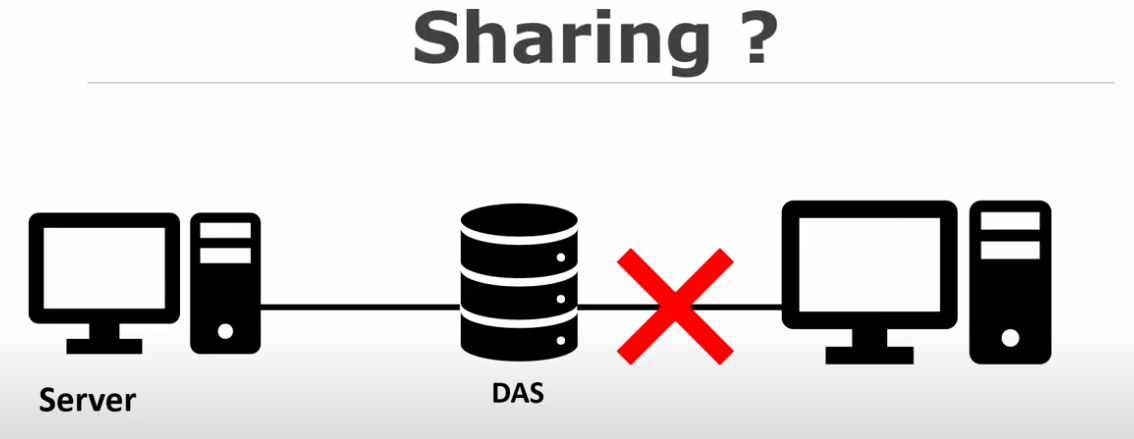 Sharing ?
Server
DAS